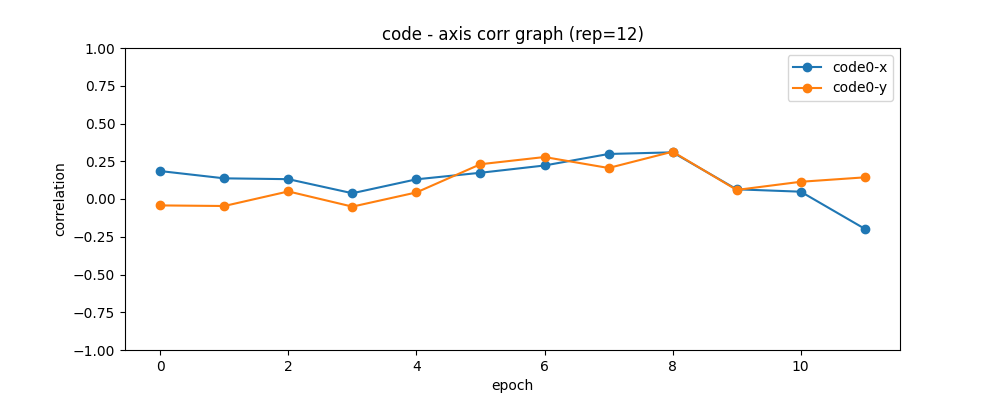 code - axis corr graph (rep=12)
1.00
0.75
0.50
0.25
0.00
−0.25
−0.50
−0.75
−1.00
correlation
code0-x
code0-y
0 2 4 6 8 10
epoch